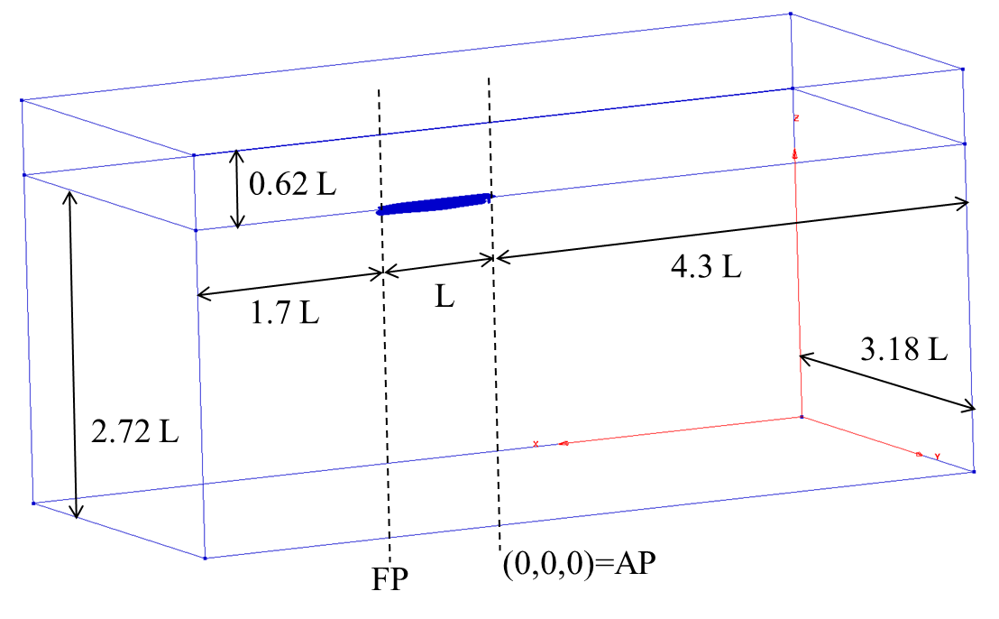 Z
0.62 L
4.3 L
L
1.7 L
3.18 L
2.72 L
X
Y
(0,0,0)=AP
FP